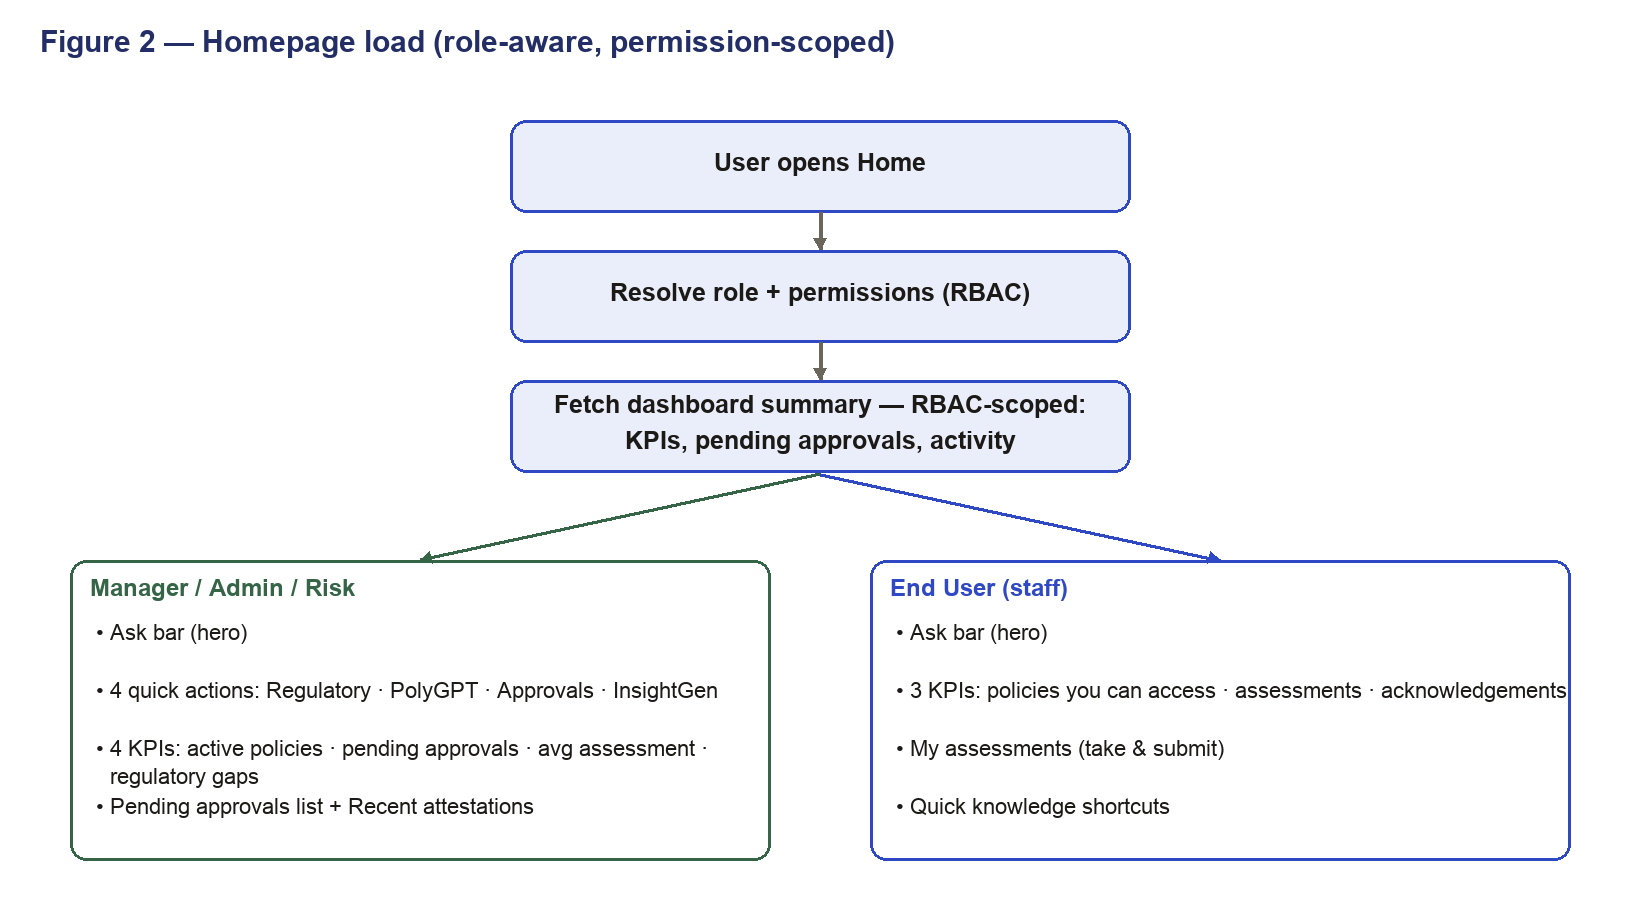 Figure 2 — Homepage load (role-aware, permission-scoped)
User opens Home
Resolve role + permissions (RBAC)
Fetch dashboard summary — RBAC-scoped:
KPIs, pending approvals, activity
Manager / Admin / Risk
• Ask bar (hero)
• 4 quick actions: Regulatory · PolyGPT · Approvals · InsightGen
• 4 KPIs: active policies · pending approvals · avg assessment ·
regulatory gaps
• Pending approvals list + Recent attestations
End User (staff)
• Ask bar (hero)
• 3 KPIs: policies you can access · assessments · acknowledgements
• My assessments (take & submit)
• Quick knowledge shortcuts